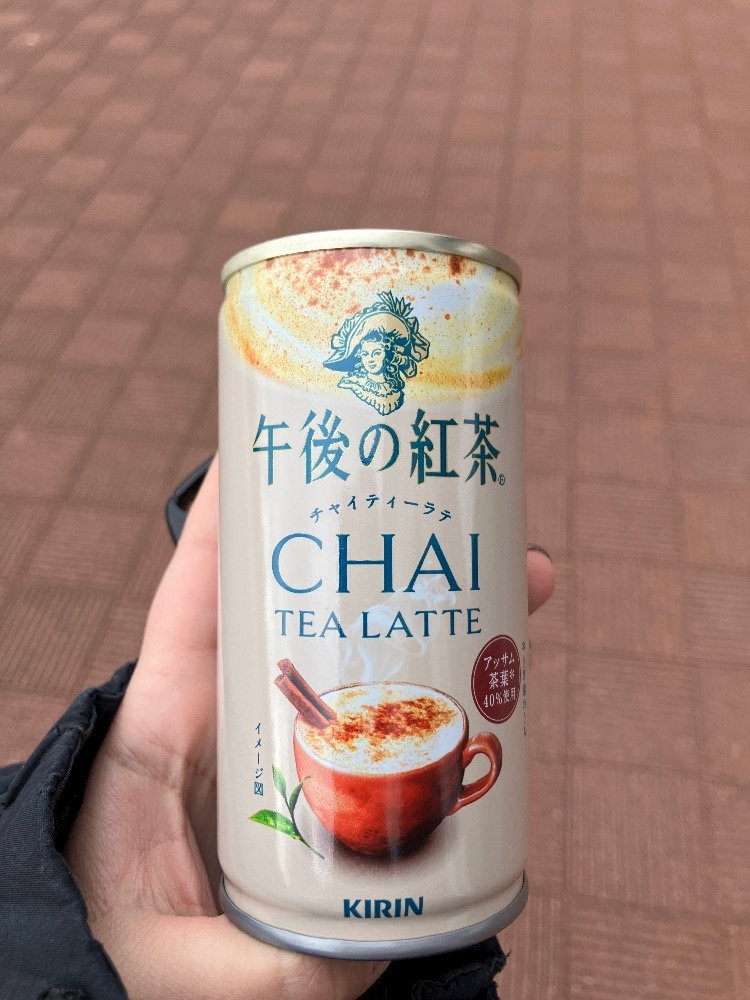 午後の紅茶®
チャイティーラテ
CHAI
TEA LATTE
アッサム
茶葉※
40%使用
イメージ図
KIRIN